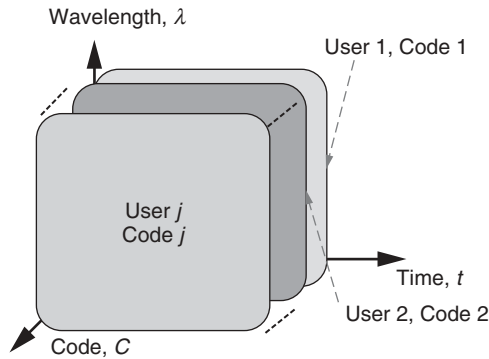 Wavelength, λ
User 1, Code 1
User j
Code j
Time, t
User 2, Code 2
Code, C